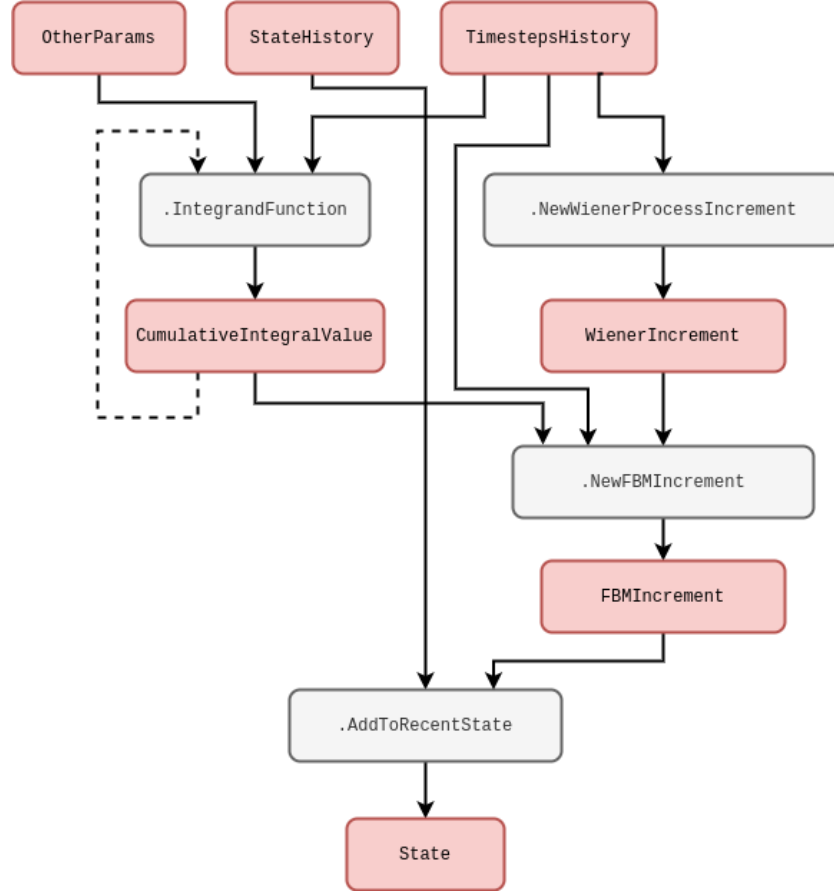 OtherParams
StateHistory
TimestepsHistory
.IntegrandFunction
.NewWienerProcessIncrement
CumulativeIntegralValue
WienerIncrement
.NewFBMIncrement
FBMIncrement
.AddToRecentState
State